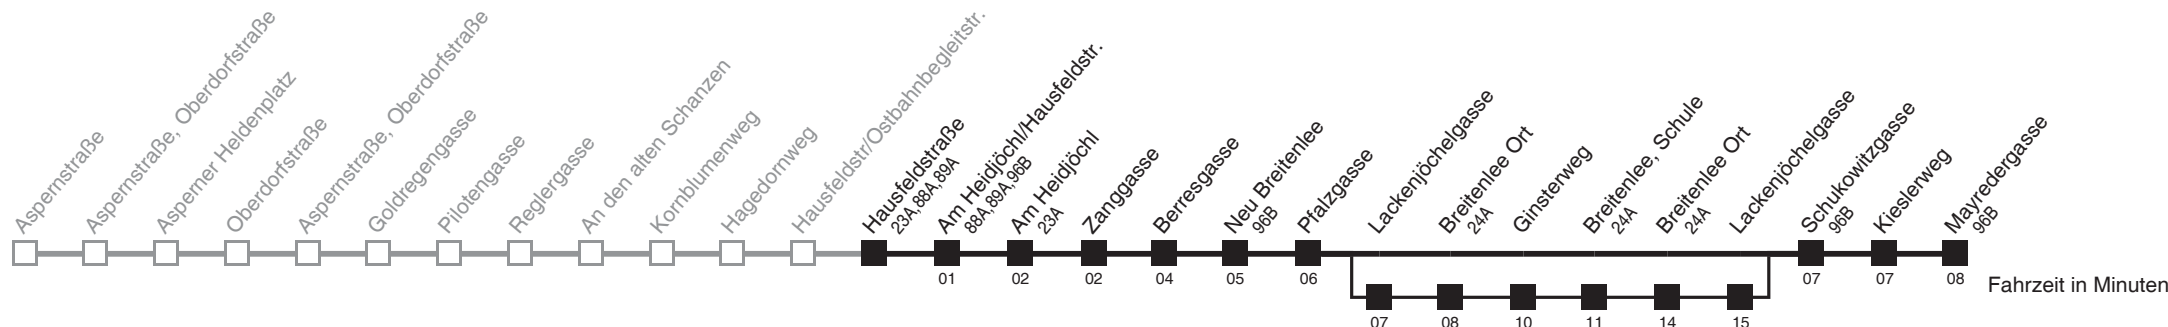 Aspernstraße
Aspernstraße, Oberdorfstraße
Asperner Heldenplatz
Oberdorfstraße
Aspernstraße, Oberdorfstraße
Goldregengasse
Pilotengasse
Reglergasse
An den alten Schanzen
Kornblumenweg
Hagedornweg
Hausfeldstr/Ostbahnbegleitstr.
Hausfeldstraße
23A,88A,89A
Am Heidjöchl/Hausfeldstr.
88A,89A,96B
Am Heidjöchl
23A
Zanggasse
Berresgasse
Neu Breitenlee
96B
Pfalzgasse
Lackenjöchelgasse
Breitenlee Ort
24A
Ginsterweg
Breitenlee, Schule
24A
Breitenlee Ort
24A
Lackenjöchelgasse
Schukowitzgasse
96B
Kieslerweg
Mayredergasse
96B
01 02 02 04 05 06 07 07 08
Fahrzeit in Minuten
07 08 10 11 14 15